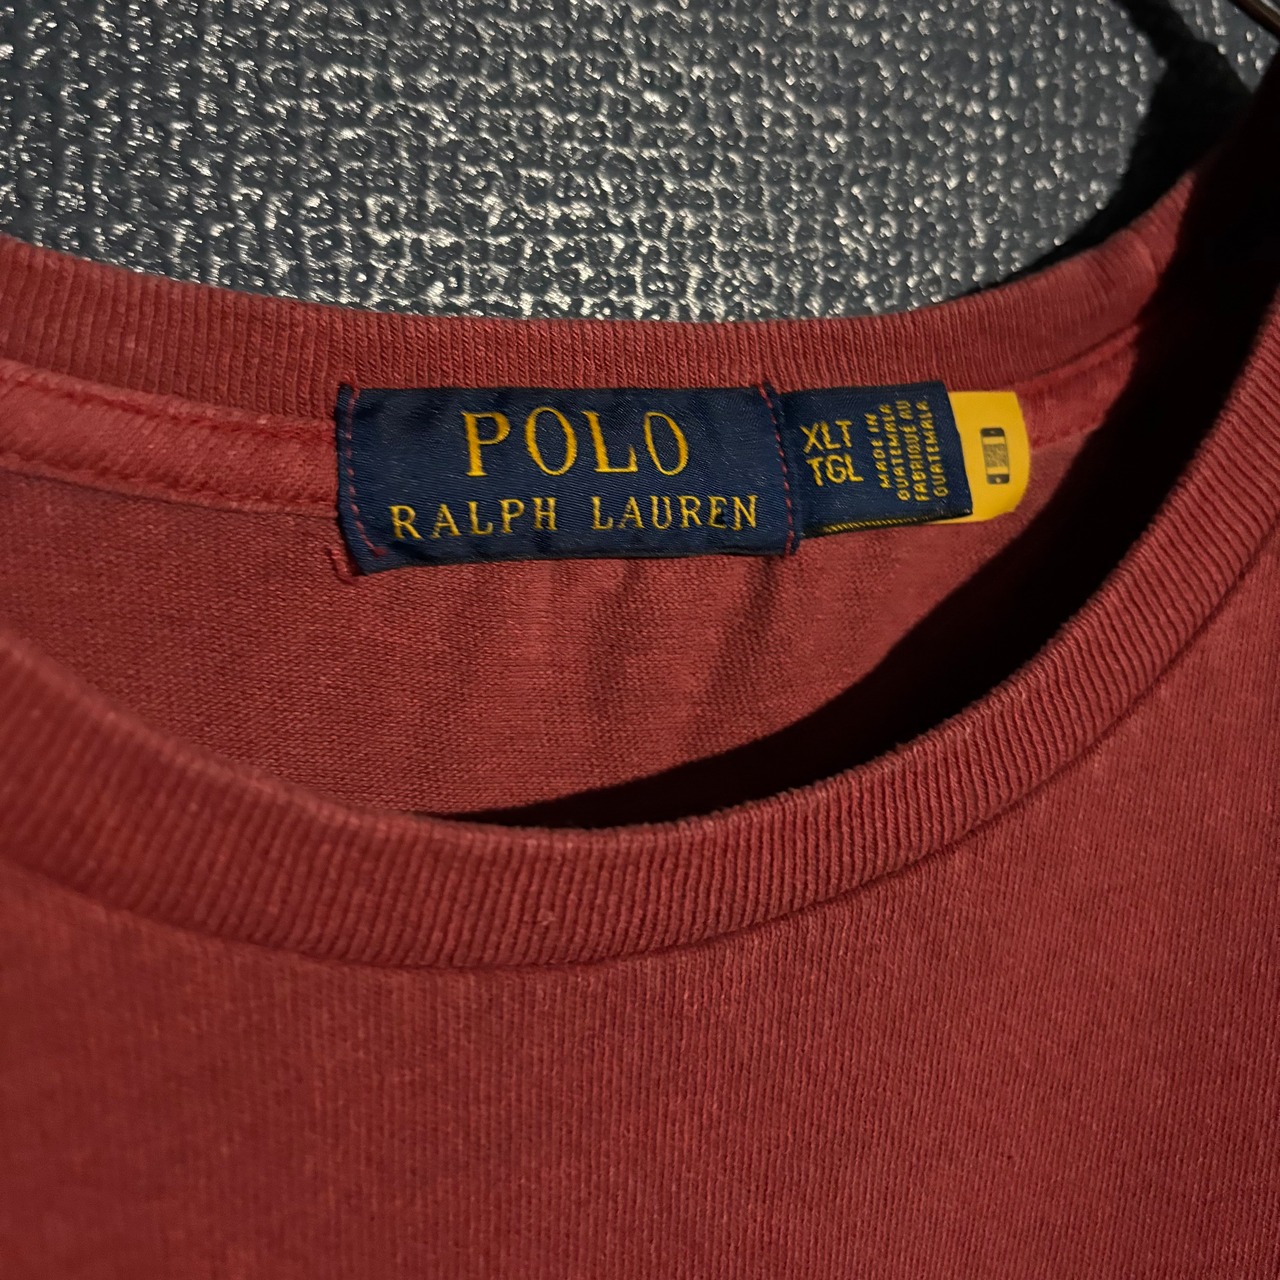 POLO
RALPH LAUREN
XLT
TGL
MADE IN
GUATEMALA
FABRIQUÉ AU
GUATEMALA.